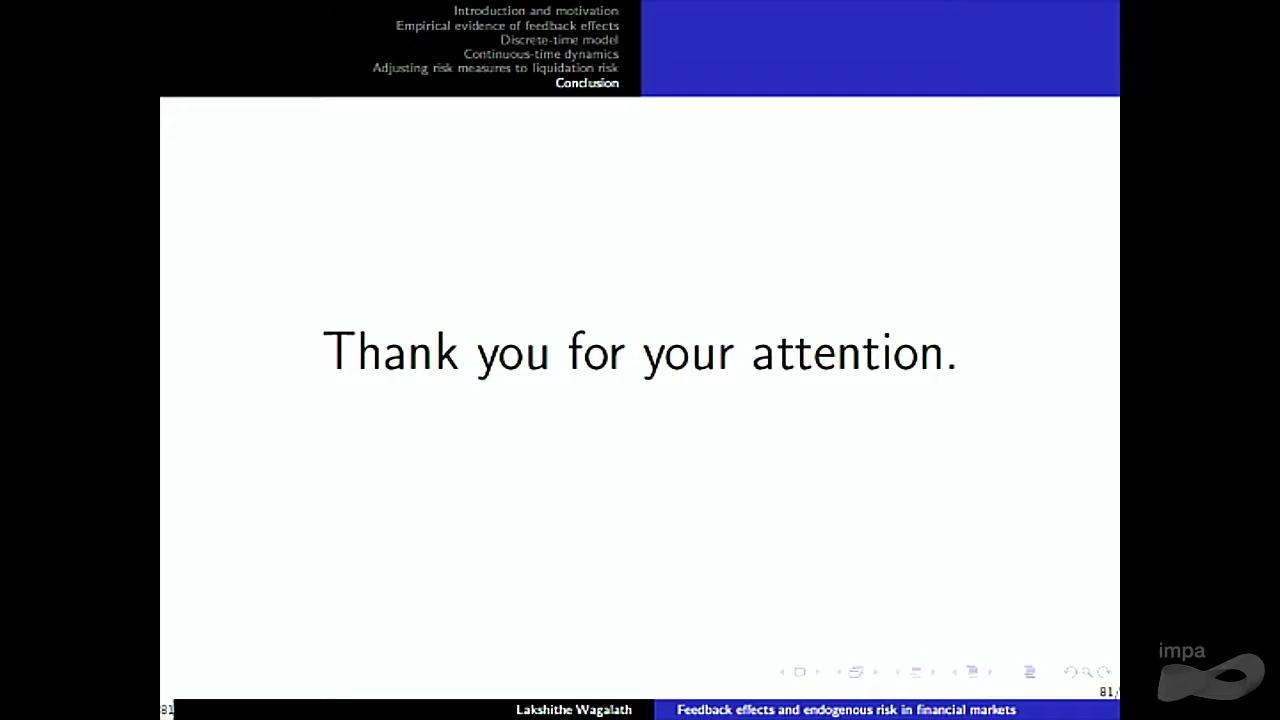 Introduction and motivation
Empirical evidence of feedback effects
Discrete-time model
Continuous-time dynamics
Adjusting risk measures to liquidation risk
Conclusion
Thank you for your attention.
impa
81/
81
Lakshithe Wagalath
Feedback effects and endogenous risk in financial markets